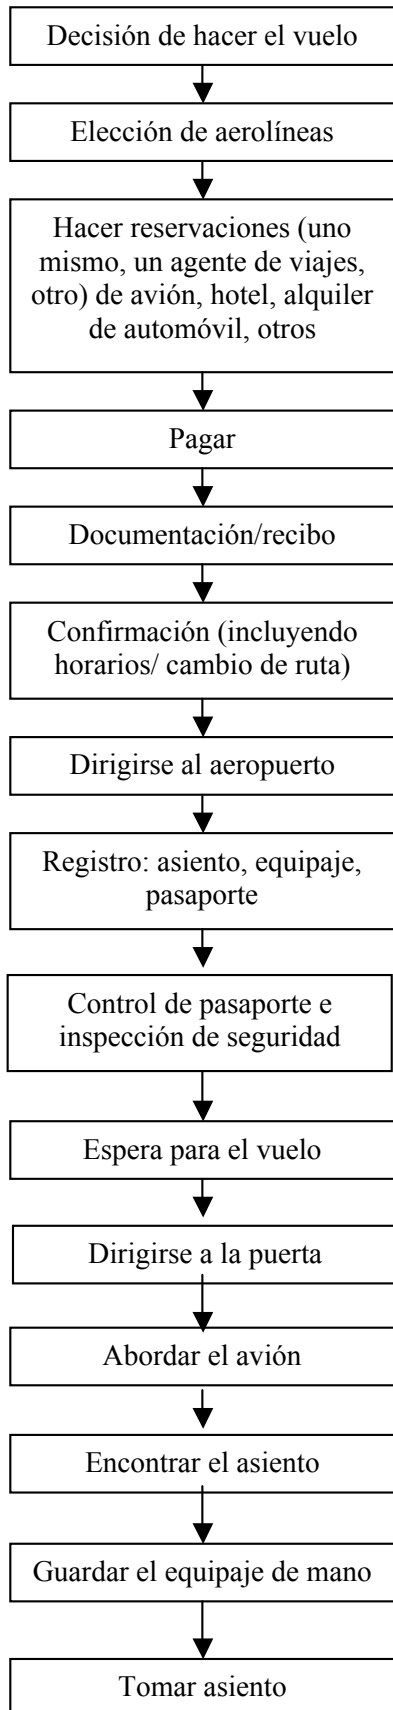 Decisión de hacer el vuelo
Elección de aerolíneas
Hacer reservaciones (uno
mismo, un agente de viajes,
otro) de avión, hotel, alquiler
de automóvil, otros
Pagar
Documentación/recibo
Confirmación (incluyendo
horarios/ cambio de ruta)
Dirigirse al aeropuerto
Registro: asiento, equipaje,
pasaporte
Control de pasaporte e
inspección de seguridad
Espera para el vuelo
Dirigirse a la puerta
Abordar el avión
Encontrar el asiento
Guardar el equipaje de mano
Tomar asiento